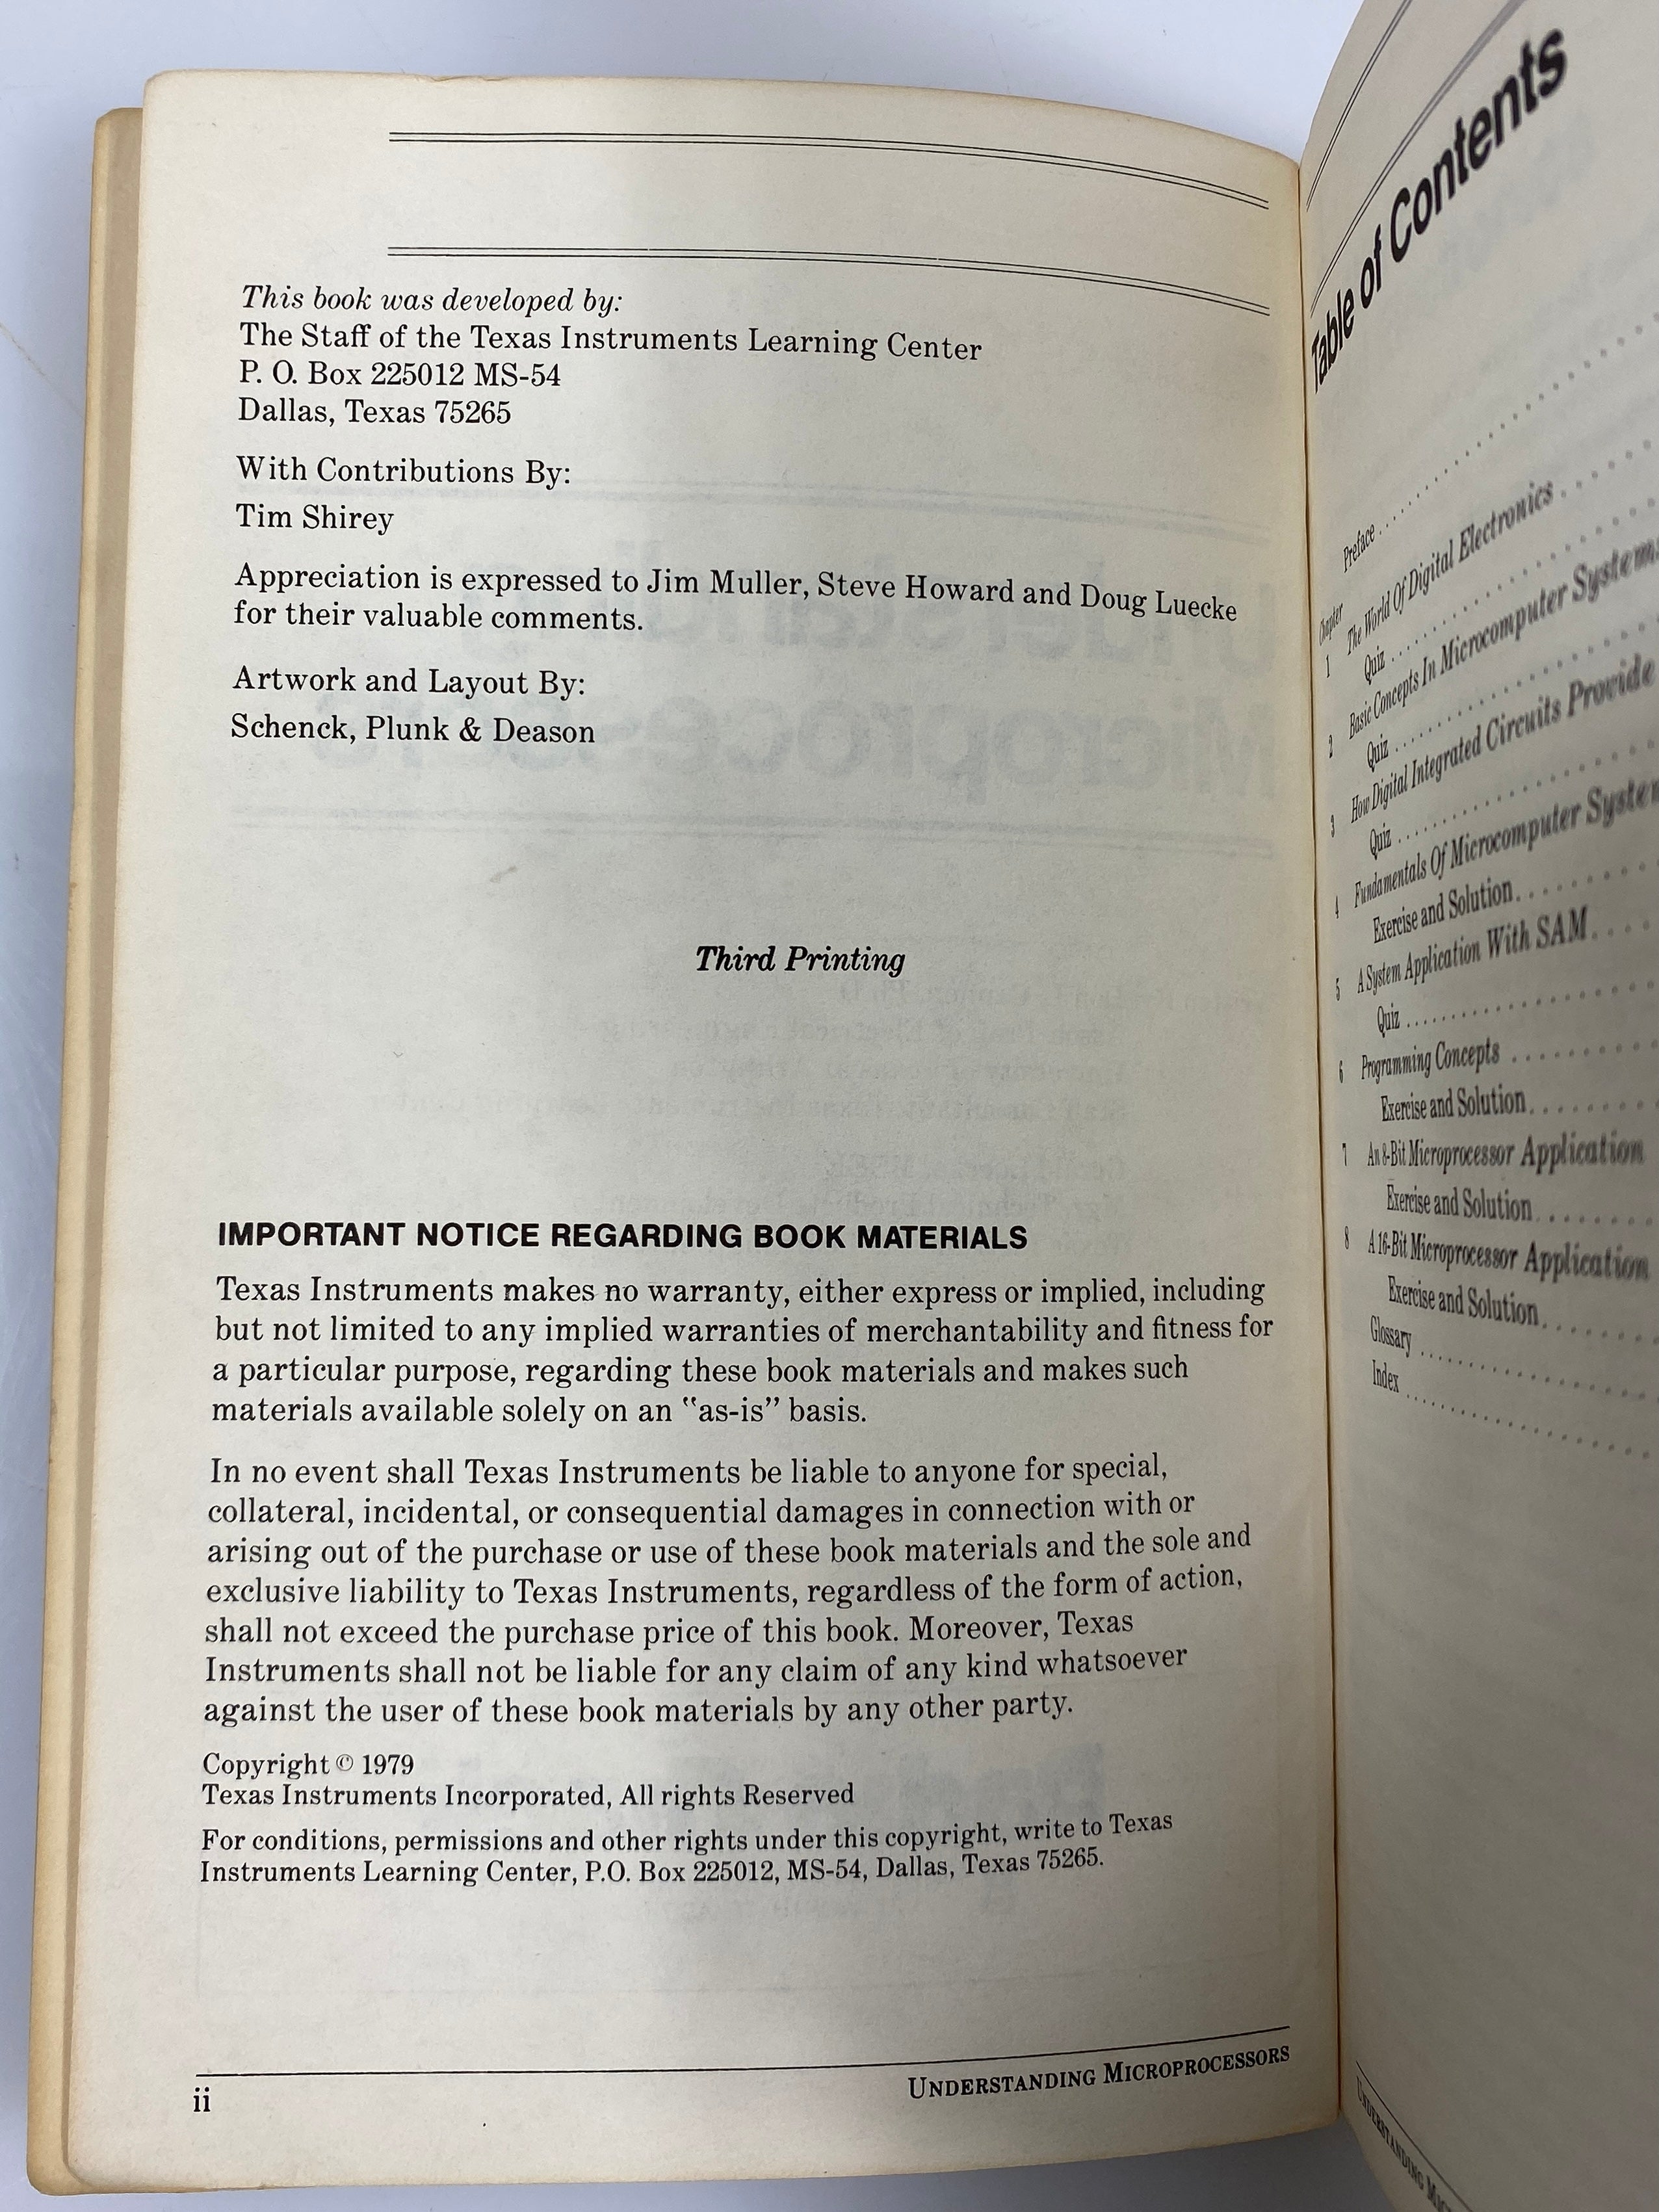 This book was developed by:
The Staff of the Texas Instruments Learning Center
P. O. Box 225012 MS-54
Dallas, Texas 75265
With Contributions By:
Tim Shirey
Appreciation is expressed to Jim Muller, Steve Howard and Doug Luecke
for their valuable comments.
Artwork and Layout By:
Schenck, Plunk & Deason
Third Printing
IMPORTANT NOTICE REGARDING BOOK MATERIALS
Texas Instruments makes no warranty, either express or implied, including
but not limited to any implied warranties of merchantability and fitness for
a particular purpose, regarding these book materials and makes such
materials available solely on an "as-is" basis.
In no event shall Texas Instruments be liable to anyone for special,
collateral, incidental, or consequential damages in connection with or
arising out of the purchase or use of these book materials and the sole and
exclusive liability to Texas Instruments, regardless of the form of action,
shall not exceed the purchase price of this book. Moreover, Texas
Instruments shall not be liable for any claim of any kind whatsoever
against the user of these book materials by any other party.
Copyright © 1979
Texas Instruments Incorporated, All rights Reserved
For conditions, permissions and other rights under this copyright, write to Texas
Instruments Learning Center, P.O. Box 225012, MS-54, Dallas, Texas 75265.
ii
UNDERSTANDING MICROPROCESSORS
Table of Contents
Preface
Chapter
1 The World Of Digital Electronics
Quiz
2 Basic Concepts In Microcomputer Systems
Quiz
3 How Digital Integrated Circuits Provide
Quiz
4 Fundamentals Of Microcomputer System
Exercise and Solution
5 A System Application With SAM
Quiz
6 Programming Concepts
Exercise and Solution
7 An 8-Bit Microprocessor Application
Exercise and Solution
8 A 16-Bit Microprocessor Application
Exercise and Solution
Glossary
Index
UNDERSTANDING